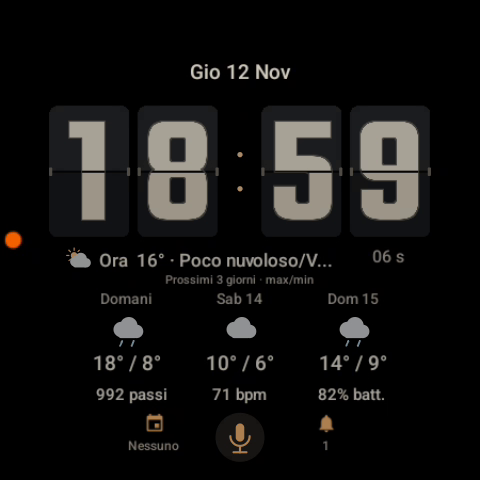 Gio 12 Nov
18 : 59
Ora 16° · Poco nuvoloso/V... 06 s
Prossimi 3 giorni · max/min
Domani Sab 14 Dom 15
18° / 8° 10° / 6° 14° / 9°
992 passi 71 bpm 82% batt.
Nessuno 1